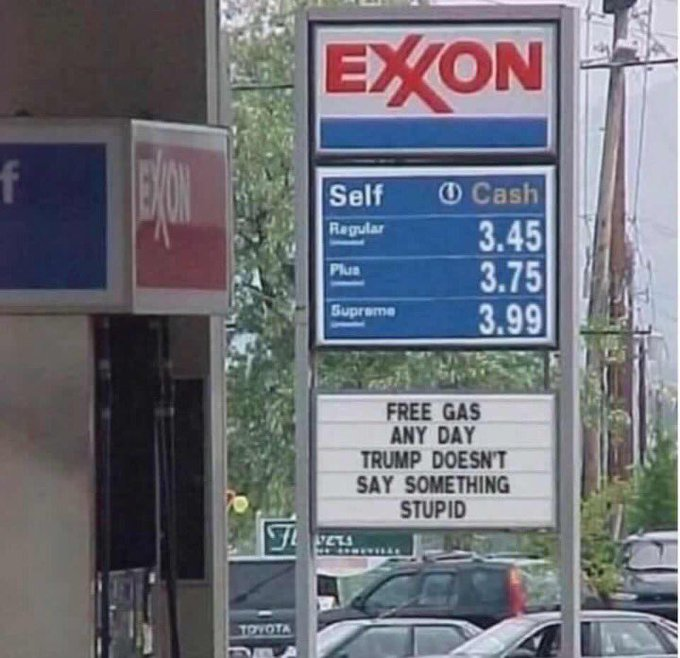 EXXON
Self Cash
Regular 3.45
Plus 3.75
Supreme 3.99
FREE GAS
ANY DAY
TRUMP DOESN'T
SAY SOMETHING
STUPID
f
EXXON
TOYOTA